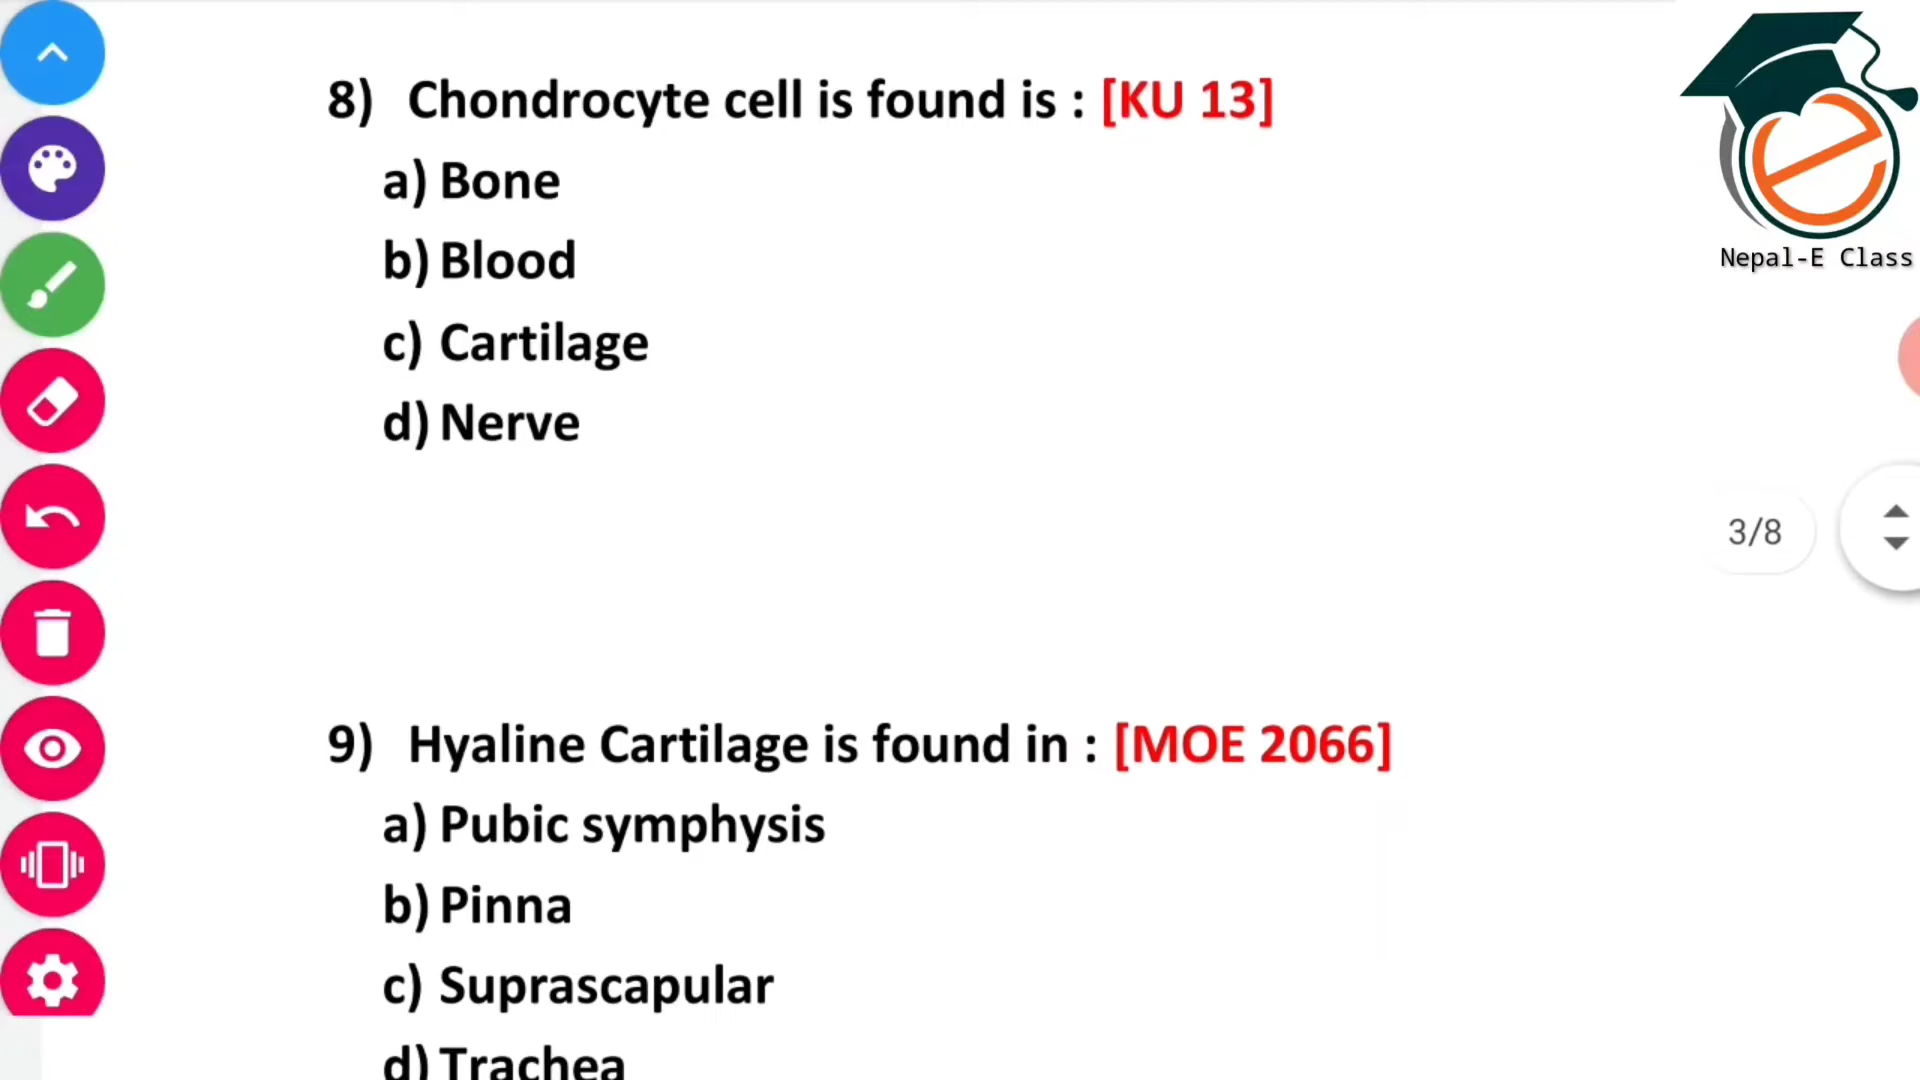 8) Chondrocyte cell is found is : [KU 13]
a) Bone
b) Blood
c) Cartilage
d) Nerve
Nepal-E Class
3/8
9) Hyaline Cartilage is found in : [MOE 2066]
a) Pubic symphysis
b) Pinna
c) Suprascapular
d) Trachea